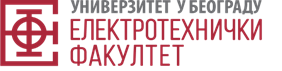 УНИВЕРЗИТЕТ У БЕОГРАДУ
ЕЛЕКТРОТЕХНИЧКИ
ФАКУЛТЕТ